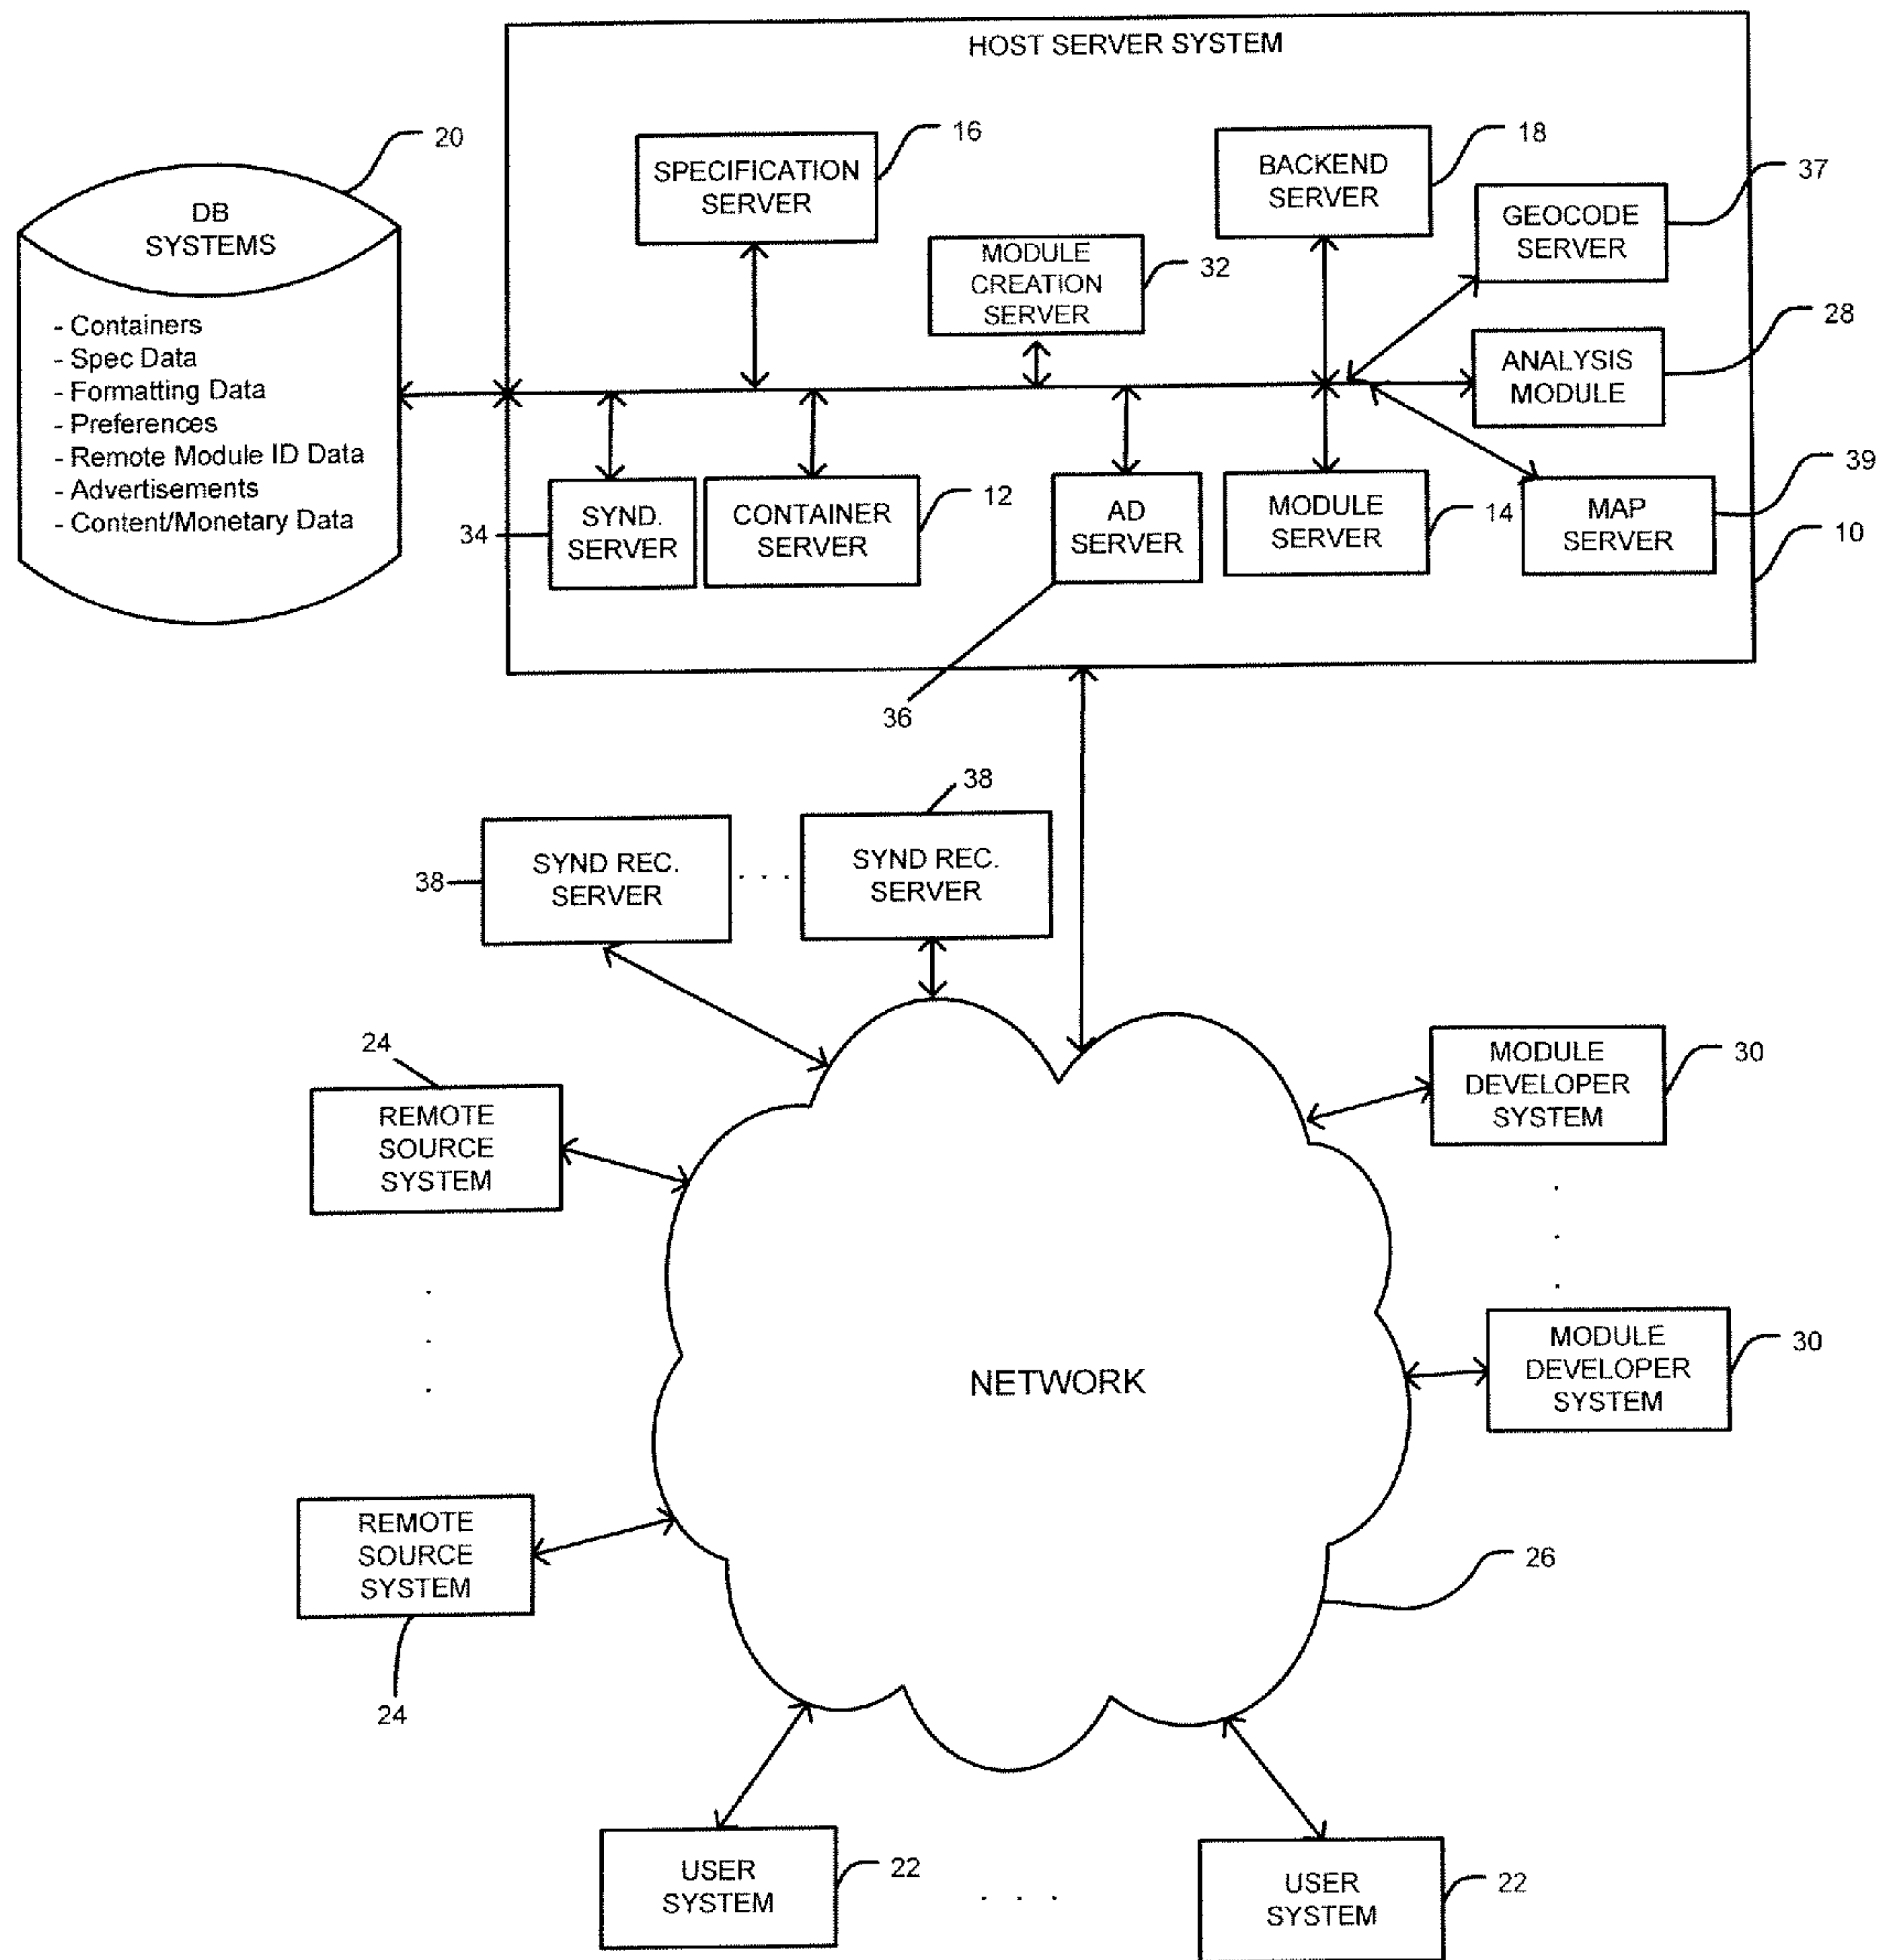 HOST SERVER SYSTEM
20
16
18
37
DB
SYSTEMS
SPECIFICATION
SERVER
BACKEND
SERVER
GEOCODE
SERVER
MODULE
CREATION
SERVER
32
28
- Containers
- Spec Data
- Formatting Data
- Preferences
- Remote Module ID Data
- Advertisements
- Content/Monetary Data
ANALYSIS
MODULE
39
34
SYND.
SERVER
CONTAINER
SERVER
12
AD
SERVER
MODULE
SERVER
14
MAP
SERVER
10
36
38
38
SYND REC.
SERVER
. . .
SYND REC.
SERVER
24
REMOTE
SOURCE
SYSTEM
MODULE
DEVELOPER
SYSTEM
30
.
.
.
.
.
.
MODULE
DEVELOPER
SYSTEM
30
NETWORK
REMOTE
SOURCE
SYSTEM
24
26
USER
SYSTEM
22
. . .
USER
SYSTEM
22